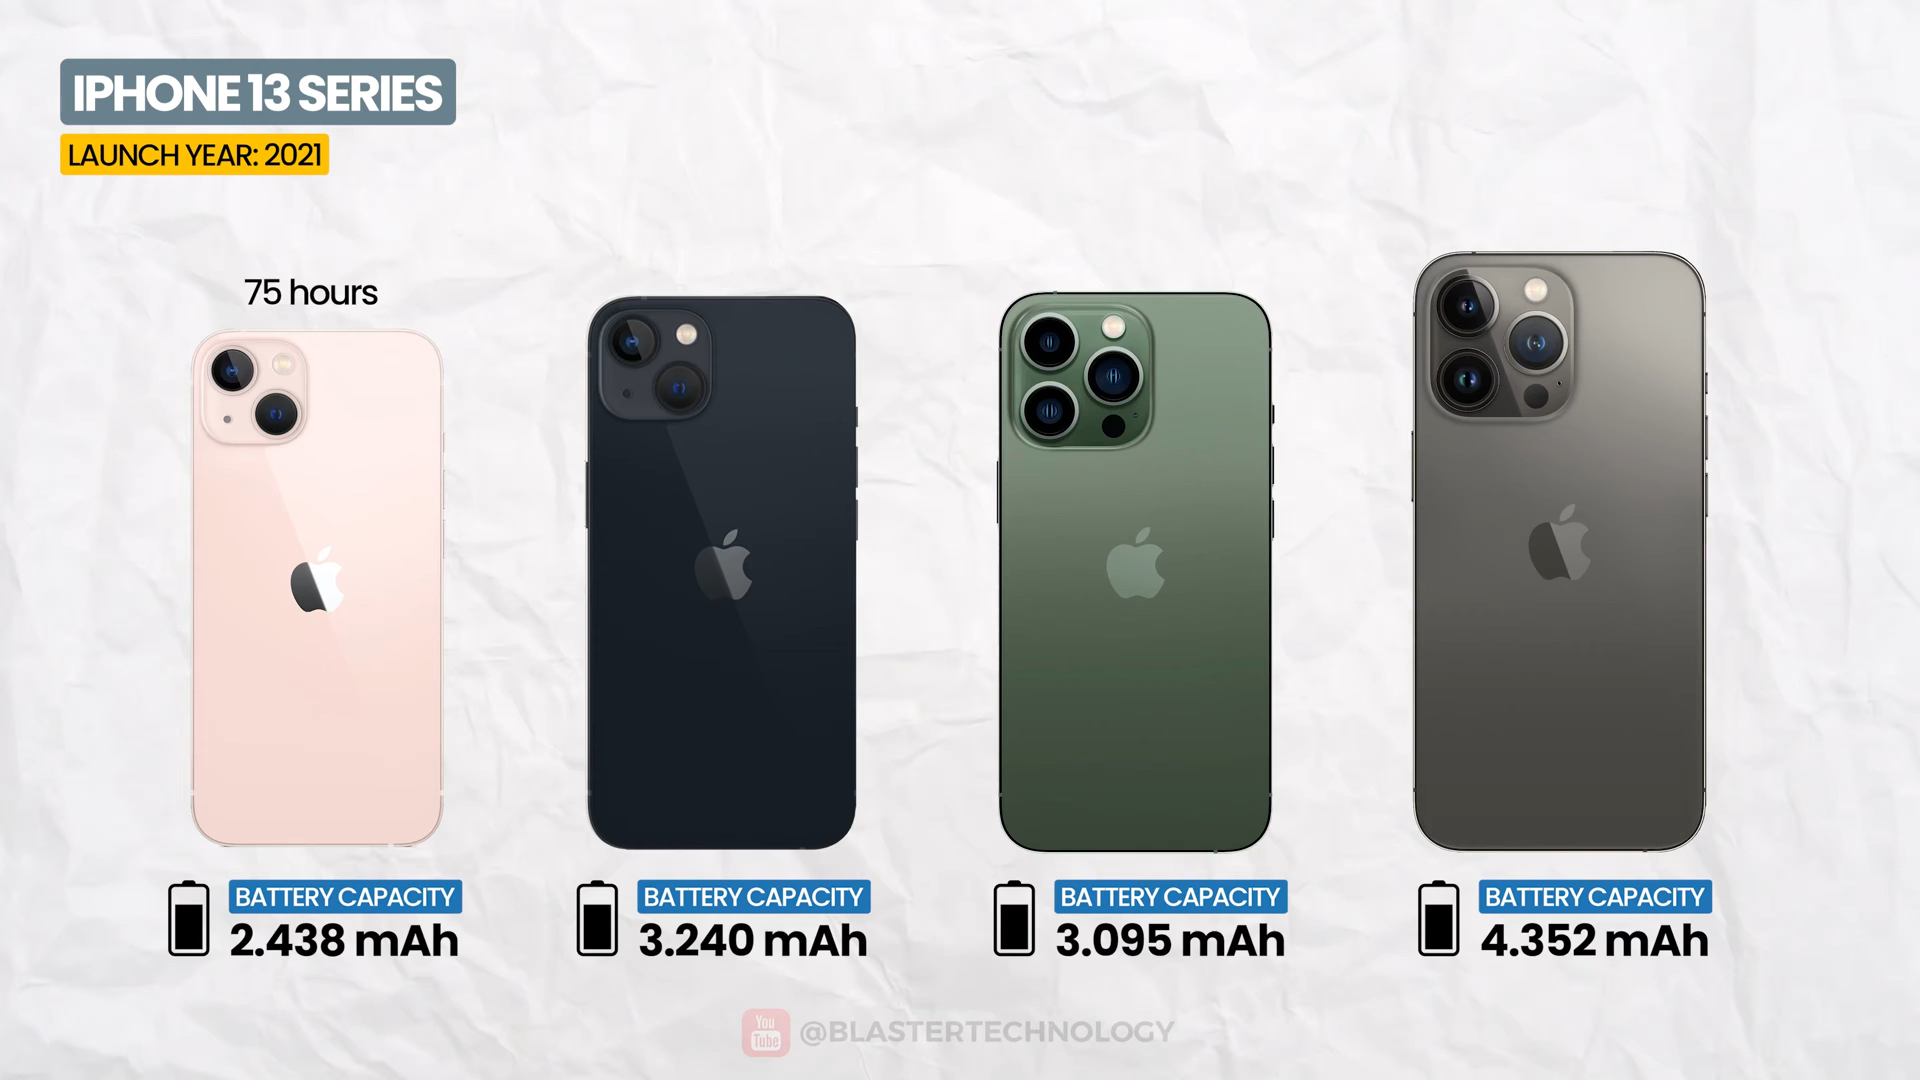 IPHONE 13 SERIES
LAUNCH YEAR: 2021
75 hours
BATTERY CAPACITY
2.438 mAh
BATTERY CAPACITY
3.240 mAh
BATTERY CAPACITY
3.095 mAh
BATTERY CAPACITY
4.352 mAh
You
Tube
@BLASTERTECHNOLOGY